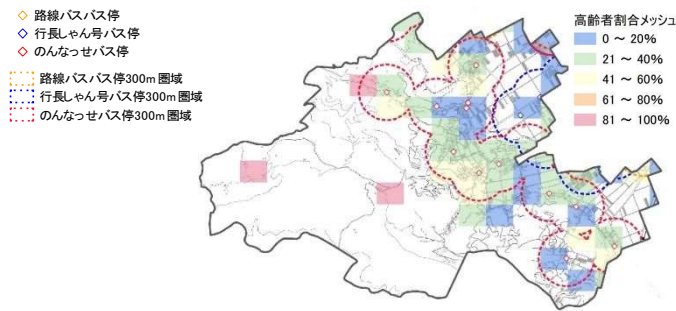 路線バスバス停
行長しゃん号バス停
のんなっせバス停
路線バスバス停300m圏域
行長しゃん号バス停300m圏域
のんなっせバス停300m圏域
高齢者割合メッシュ
0 ～ 20%
21 ～ 40%
41 ～ 60%
61 ～ 80%
81 ～ 100%